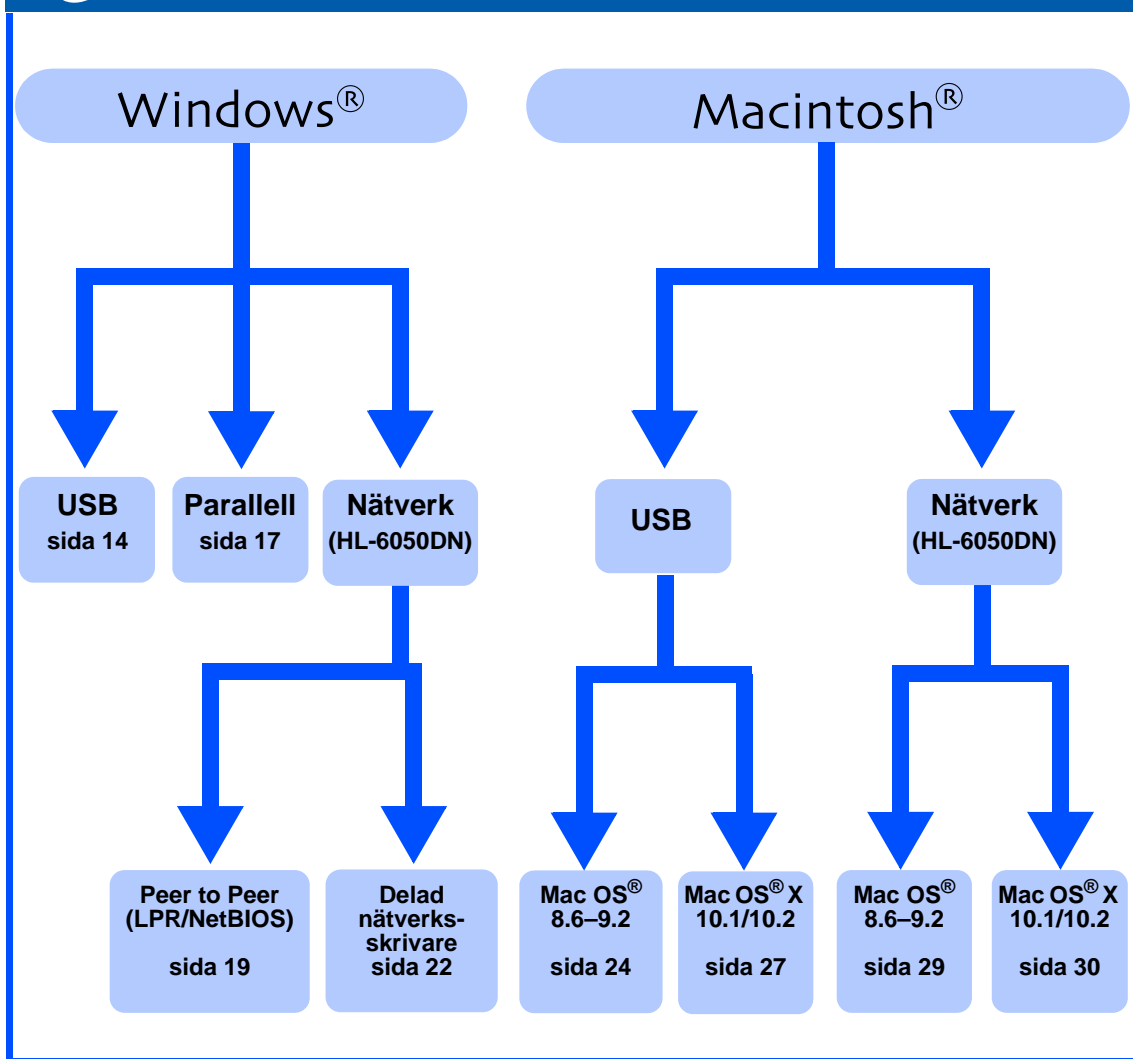 Windows®
Macintosh®
USB
sida 14
Parallell
sida 17
Nätverk
(HL-6050DN)
USB
Nätverk
(HL-6050DN)
Peer to Peer
(LPR/NetBIOS)
sida 19
Delad
nätverks-
skrivare
sida 22
Mac OS®
8.6–9.2
sida 24
Mac OS® X
10.1/10.2
sida 27
Mac OS®
8.6–9.2
sida 29
Mac OS® X
10.1/10.2
sida 30